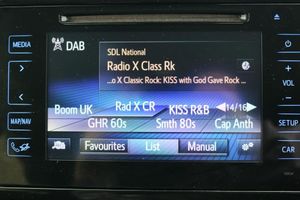 DAB
SDL National
Radio X Class Rk
...o X Classic Rock: KISS with God Gave Rock ...
MEDIA
Boom UK Rad X CR KISS R&B 14/16
GHR 60s Smth 80s Cap Anth
Favourites List Manual
+
VOL
-
MAP/NAV
SETUP
CAR